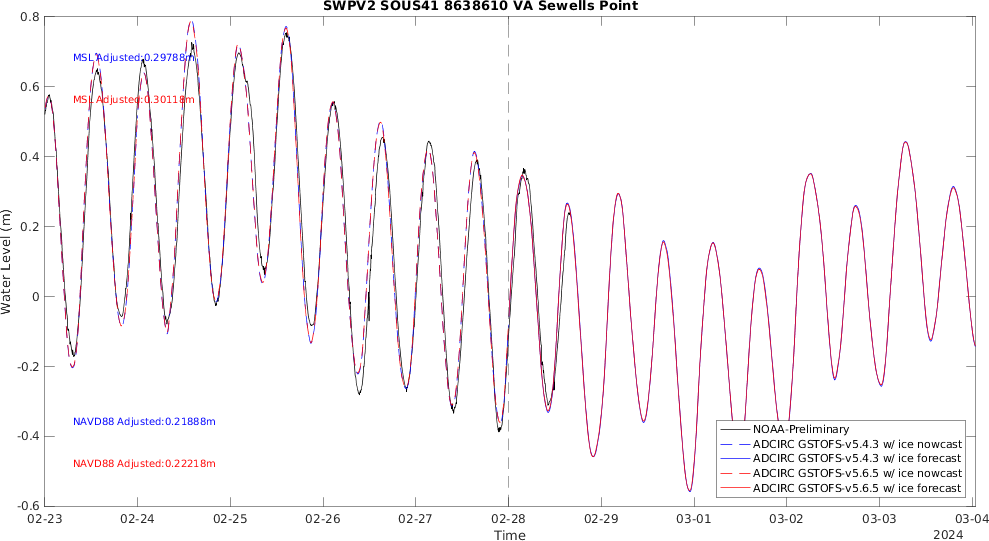 SWPV2 SOUS41 8638610 VA Sewells Point
0.8
0.6
0.4
0.2
0
-0.2
-0.4
-0.6
Water Level (m)
MSL Adjusted:0.29788m
MSL Adjusted:0.30118m
NAVD88 Adjusted:0.21888m
NAVD88 Adjusted:0.22218m
NOAA-Preliminary
ADCIRC GSTOFS-v5.4.3 w/ ice nowcast
ADCIRC GSTOFS-v5.4.3 w/ ice forecast
ADCIRC GSTOFS-v5.6.5 w/ ice nowcast
ADCIRC GSTOFS-v5.6.5 w/ ice forecast
02-23 02-24 02-25 02-26 02-27 02-28 02-29 03-01 03-02 03-03 03-04
Time
2024